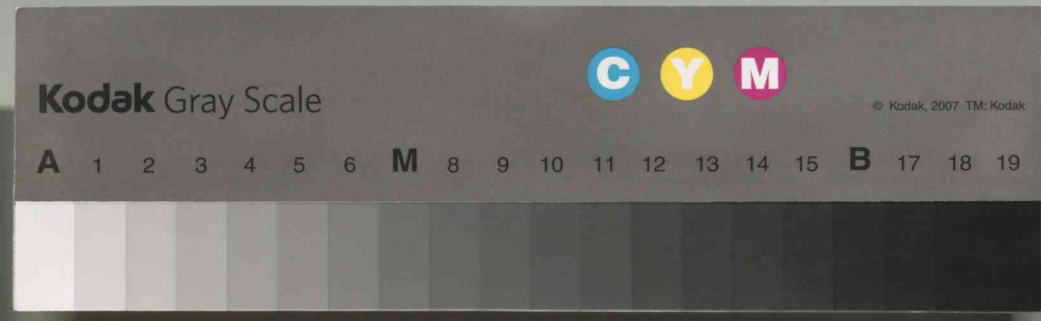 C Y M
Kodak Gray Scale
© Kodak, 2007 TM: Kodak
A 1 2 3 4 5 6 M 8 9 10 11 12 13 14 15 B 17 18 19